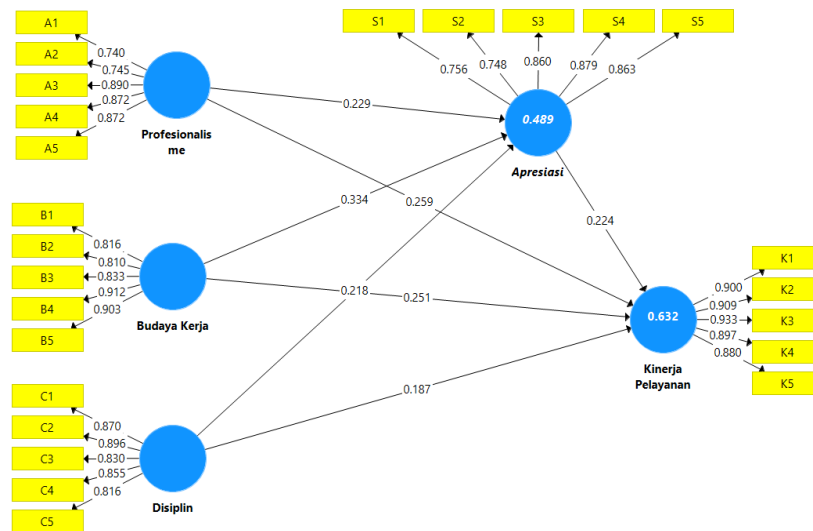 A1
A2
A3
A4
A5
0.740
0.745
0.890
0.872
0.872
Profesionalis
me
S1
S2
S3
S4
S5
0.756
0.748
0.860
0.879
0.863
0.489
Apresiasi
0.229
0.334
0.259
0.224
B1
B2
B3
B4
B5
0.816
0.810
0.833
0.912
0.903
Budaya Kerja
0.218
0.251
0.632
Kinerja
Pelayanan
0.900
0.909
0.933
0.897
0.880
K1
K2
K3
K4
K5
0.187
C1
C2
C3
C4
C5
0.870
0.896
0.830
0.855
0.816
Disiplin